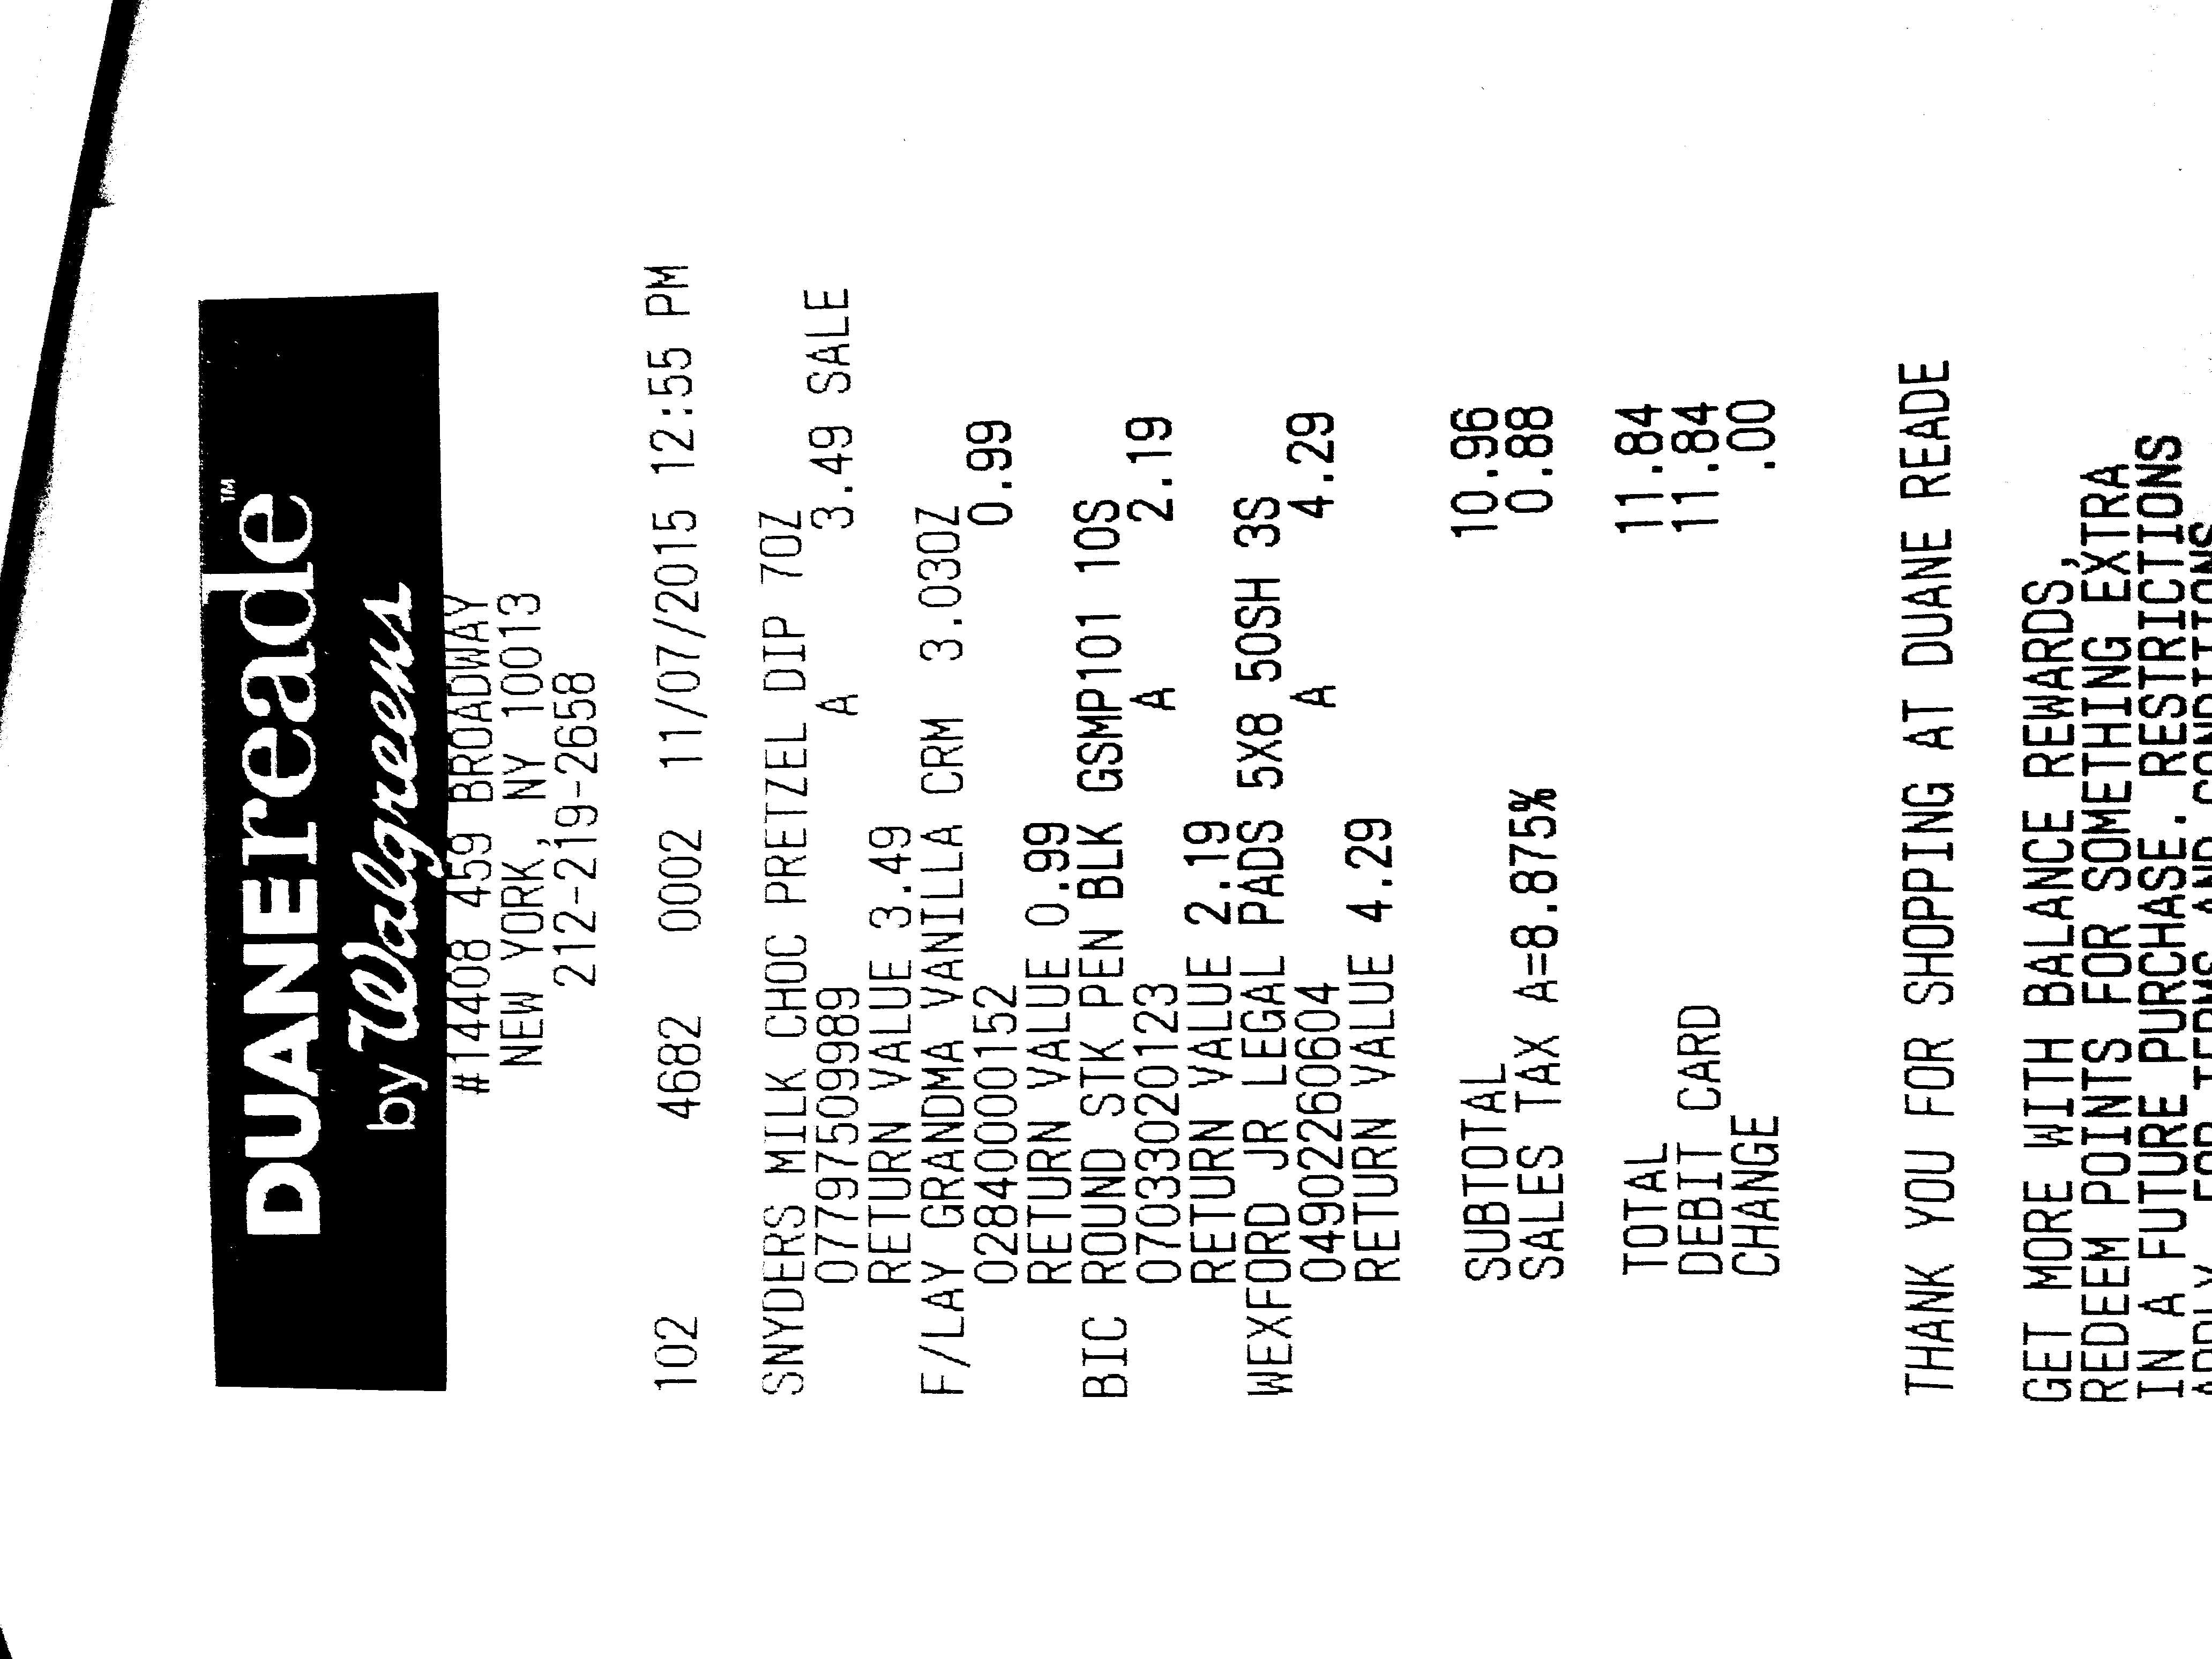 DUANEreade™
by Walgreens
#14408 459 BROADWAY
NEW YORK, NY 10013
212-219-2658
102 4682 0002 11/07/2015 12:55 PM
SNYDERS MILK CHOC PRETZEL DIP 7OZ
07797509989 A 3.49 SALE
RETURN VALUE 3.49
F/LAY GRANDMA VANILLA CRM 3.03OZ
02840000152 0.99
RETURN VALUE 0.99
BIC ROUND STK PEN BLK GSMP101 10S
07033020123 A 2.19
RETURN VALUE 2.19
WEXFORD JR LEGAL PADS 5X8 50SH 3S
04902260604 A 4.29
RETURN VALUE 4.29
SUBTOTAL 10.96
SALES TAX A=8.875% 0.88
TOTAL 11.84
DEBIT CARD 11.84
CHANGE .00
THANK YOU FOR SHOPPING AT DUANE READE
GET MORE WITH BALANCE REWARDS,
REDEEM POINTS FOR SOMETHING EXTRA
IN A FUTURE PURCHASE. RESTRICTIONS
APPLY. FOR TERMS AND CONDITIONS